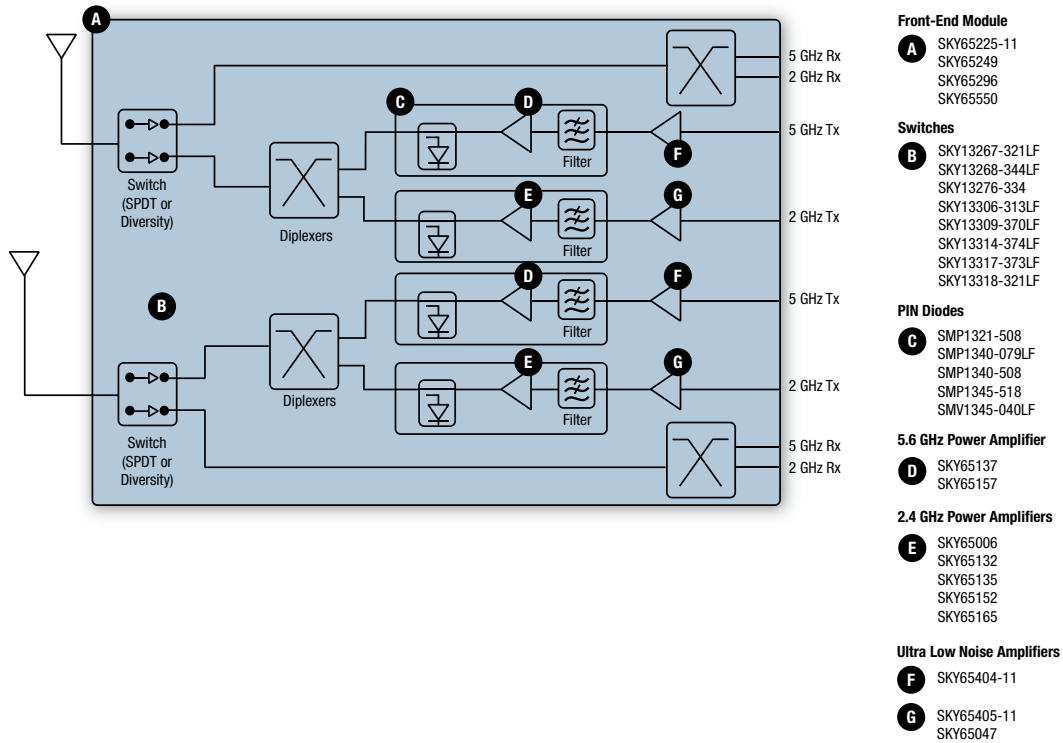 A
5 GHz Rx
2 GHz Rx
C
D
5 GHz Tx
Filter
F
Switch
(SPDT or
Diversity)
Diplexers
E
G
2 GHz Tx
Filter
D
F
5 GHz Tx
Filter
B
E
G
2 GHz Tx
Diplexers
Filter
Switch
(SPDT or
Diversity)
5 GHz Rx
2 GHz Rx
Front-End Module
A
SKY65225-11
SKY65249
SKY65296
SKY65550
Switches
B
SKY13267-321LF
SKY13268-344LF
SKY13276-334
SKY13306-313LF
SKY13309-370LF
SKY13314-374LF
SKY13317-373LF
SKY13318-321LF
PIN Diodes
C
SMP1321-508
SMP1340-079LF
SMP1340-508
SMP1345-518
SMV1345-040LF
5.6 GHz Power Amplifier
D
SKY65137
SKY65157
2.4 GHz Power Amplifiers
E
SKY65006
SKY65132
SKY65135
SKY65152
SKY65165
Ultra Low Noise Amplifiers
F
SKY65404-11
G
SKY65405-11
SKY65047